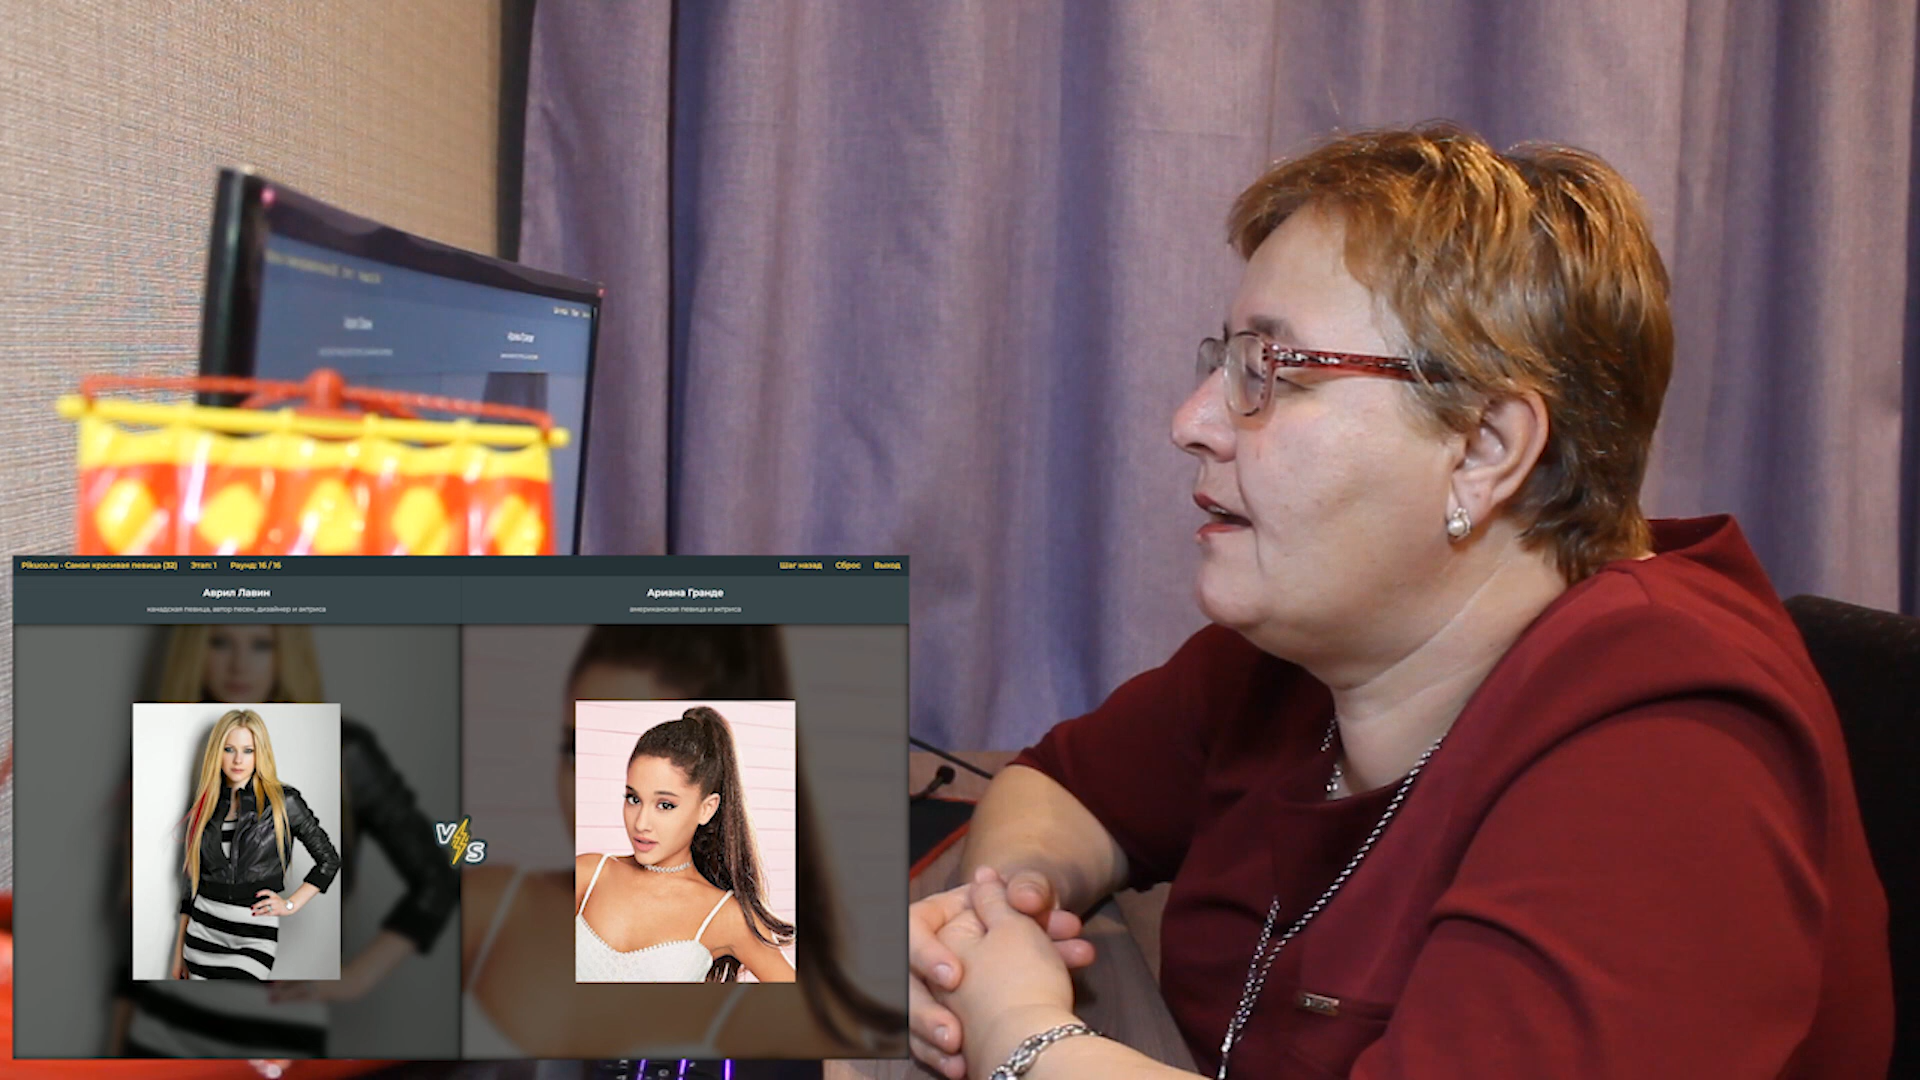 Pikuco.ru - Самая красивая певица (32) Этап: 1 Раунд: 16 / 16 Шаг назад Сброс Выход
Аврил Лавин
канадская певица, автор песен, дизайнер и актриса
Ариана Гранде
американская певица и актриса
VS